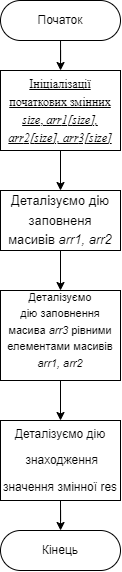 Початок
Ініціалізації
початкових змінних
size, arr1[size],
arr2[size], arr3[size]
Деталізуємо дію
заповненя
масивів arr1, arr2
Деталізуємо
дію заповнення
масива arr3 рівними
елементами масивів
arr1, arr2
Деталізуємо дію
знаходження
значення змінної res
Кінець